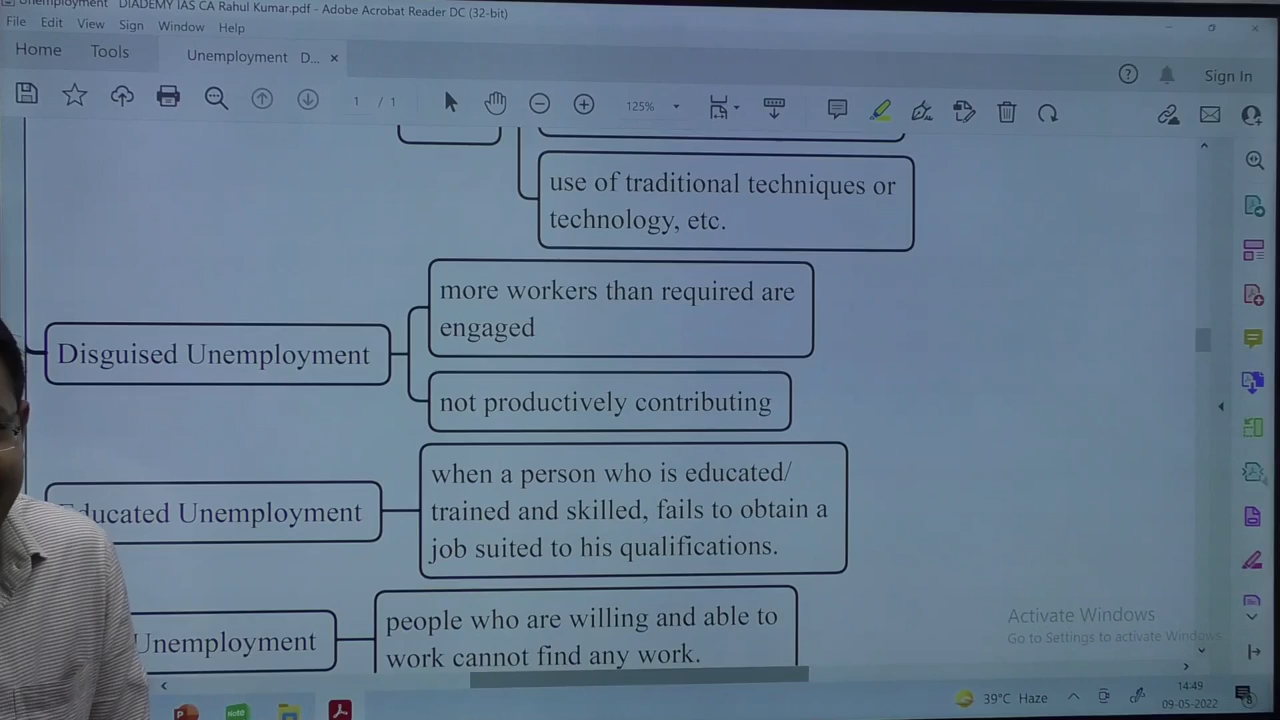 Unemployment DIADEMY IAS CA Rahul Kumar.pdf - Adobe Acrobat Reader DC (32-bit)
File Edit View Sign Window Help
Home Tools Unemployment D... ×
Sign In
1 / 1 125%
use of traditional techniques or
technology, etc.
more workers than required are
engaged
Disguised Unemployment
not productively contributing
when a person who is educated/
trained and skilled, fails to obtain a
job suited to his qualifications.
Educated Unemployment
people who are willing and able to
work cannot find any work.
Unemployment
Activate Windows
Go to Settings to activate Windows.
39°C Haze
14:49
09-05-2022